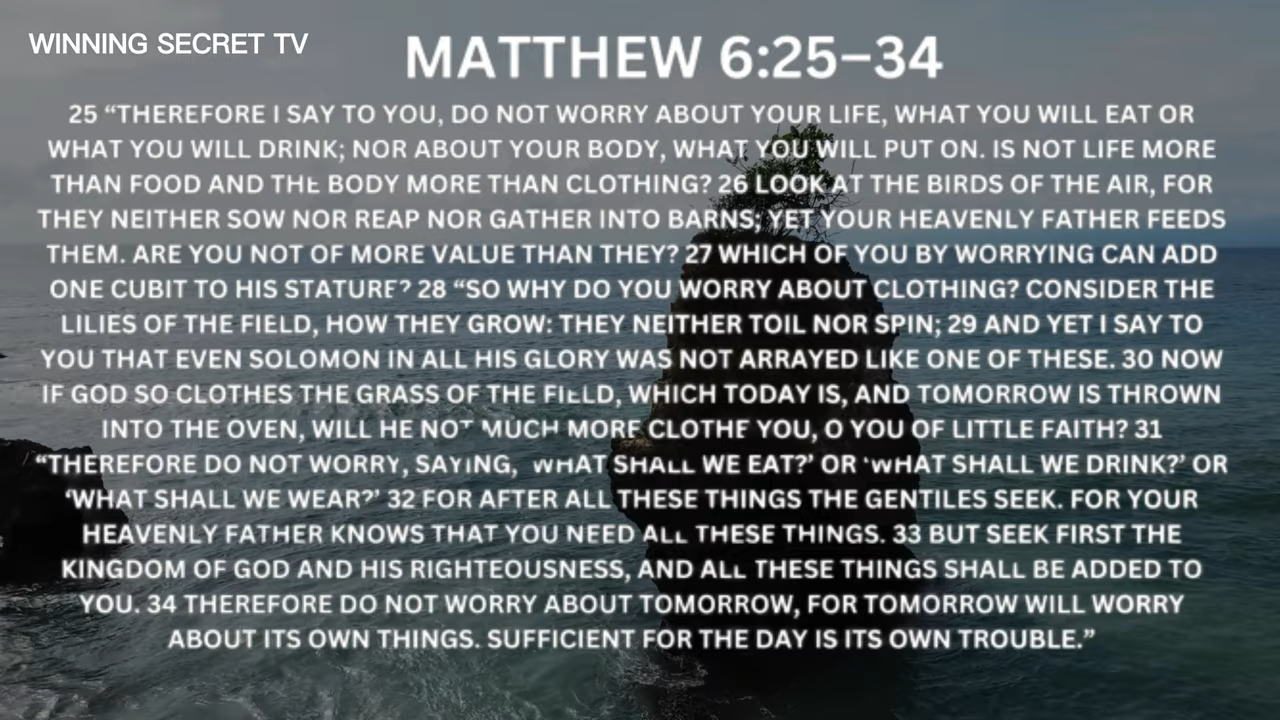 WINNING SECRET TV
MATTHEW 6:25–34
25 “THEREFORE I SAY TO YOU, DO NOT WORRY ABOUT YOUR LIFE, WHAT YOU WILL EAT OR
WHAT YOU WILL DRINK; NOR ABOUT YOUR BODY, WHAT YOU WILL PUT ON. IS NOT LIFE MORE
THAN FOOD AND THE BODY MORE THAN CLOTHING? 26 LOOK AT THE BIRDS OF THE AIR, FOR
THEY NEITHER SOW NOR REAP NOR GATHER INTO BARNS; YET YOUR HEAVENLY FATHER FEEDS
THEM. ARE YOU NOT OF MORE VALUE THAN THEY? 27 WHICH OF YOU BY WORRYING CAN ADD
ONE CUBIT TO HIS STATURE? 28 “SO WHY DO YOU WORRY ABOUT CLOTHING? CONSIDER THE
LILIES OF THE FIELD, HOW THEY GROW: THEY NEITHER TOIL NOR SPIN; 29 AND YET I SAY TO
YOU THAT EVEN SOLOMON IN ALL HIS GLORY WAS NOT ARRAYED LIKE ONE OF THESE. 30 NOW
IF GOD SO CLOTHES THE GRASS OF THE FIELD, WHICH TODAY IS, AND TOMORROW IS THROWN
INTO THE OVEN, WILL HE NOT MUCH MORE CLOTHE YOU, O YOU OF LITTLE FAITH? 31
“THEREFORE DO NOT WORRY, SAYING, WHAT SHALL WE EAT?’ OR ‘WHAT SHALL WE DRINK?’ OR
‘WHAT SHALL WE WEAR?’ 32 FOR AFTER ALL THESE THINGS THE GENTILES SEEK. FOR YOUR
HEAVENLY FATHER KNOWS THAT YOU NEED ALL THESE THINGS. 33 BUT SEEK FIRST THE
KINGDOM OF GOD AND HIS RIGHTEOUSNESS, AND ALL THESE THINGS SHALL BE ADDED TO
YOU. 34 THEREFORE DO NOT WORRY ABOUT TOMORROW, FOR TOMORROW WILL WORRY
ABOUT ITS OWN THINGS. SUFFICIENT FOR THE DAY IS ITS OWN TROUBLE.”